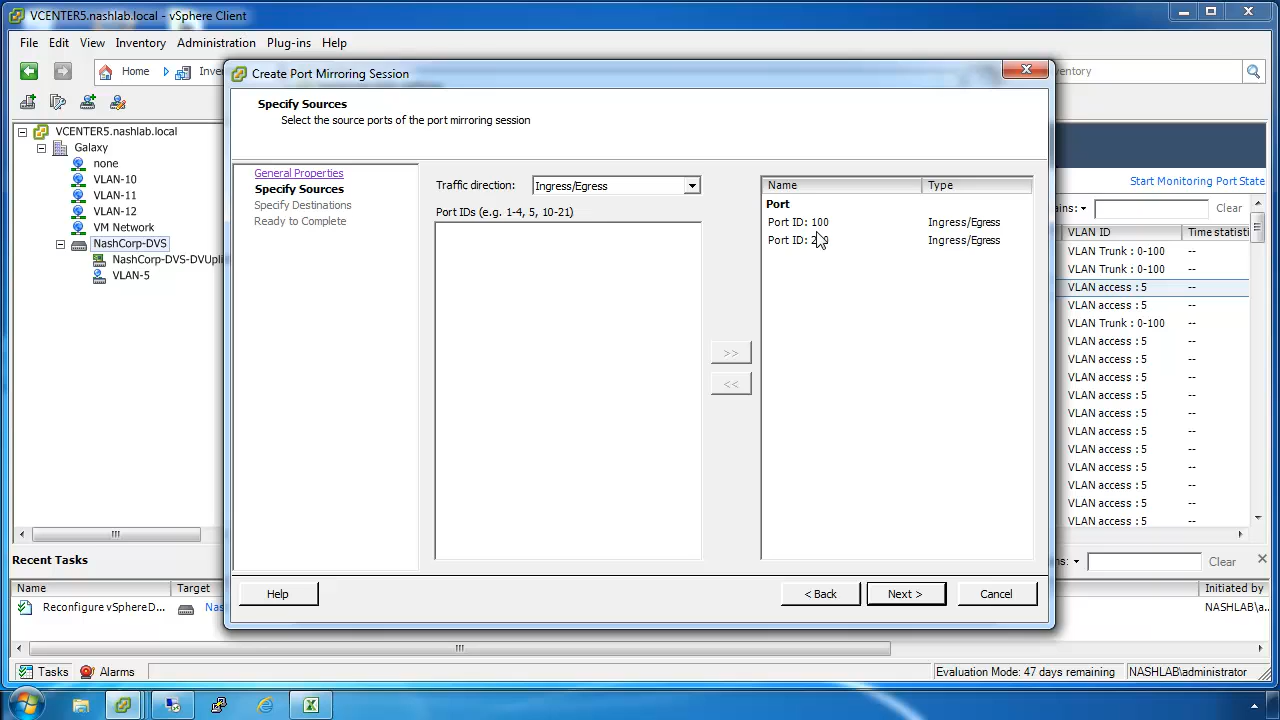 VCENTER5.nashlab.local - vSphere Client
File Edit View Inventory Administration Plug-ins Help
Home
VCENTER5.nashlab.local
Galaxy
none
VLAN-10
VLAN-11
VLAN-12
VM Network
NashCorp-DVS
NashCorp-DVS-DVUpli
VLAN-5
Create Port Mirroring Session
Specify Sources
Select the source ports of the port mirroring session
General Properties
Specify Sources
Specify Destinations
Ready to Complete
Traffic direction: Ingress/Egress
Port IDs (e.g. 1-4, 5, 10-21)
>>
<<
Name Type
Port
Port ID: 100 Ingress/Egress
Port ID: Ingress/Egress
Help < Back Next > Cancel
Start Monitoring Port State
Clear
VLAN ID Time statisti
VLAN Trunk : 0-100 --
VLAN Trunk : 0-100 --
VLAN access : 5 --
VLAN access : 5 --
VLAN Trunk : 0-100 --
VLAN access : 5 --
VLAN access : 5 --
VLAN access : 5 --
VLAN access : 5 --
VLAN access : 5 --
VLAN access : 5 --
VLAN access : 5 --
VLAN access : 5 --
VLAN access : 5 --
VLAN access : 5 --
VLAN access : 5 --
Recent Tasks
Clear
Name Target Initiated by
Reconfigure vSphereD... NASHLAB\a...
Tasks Alarms Evaluation Mode: 47 days remaining NASHLAB\administrator